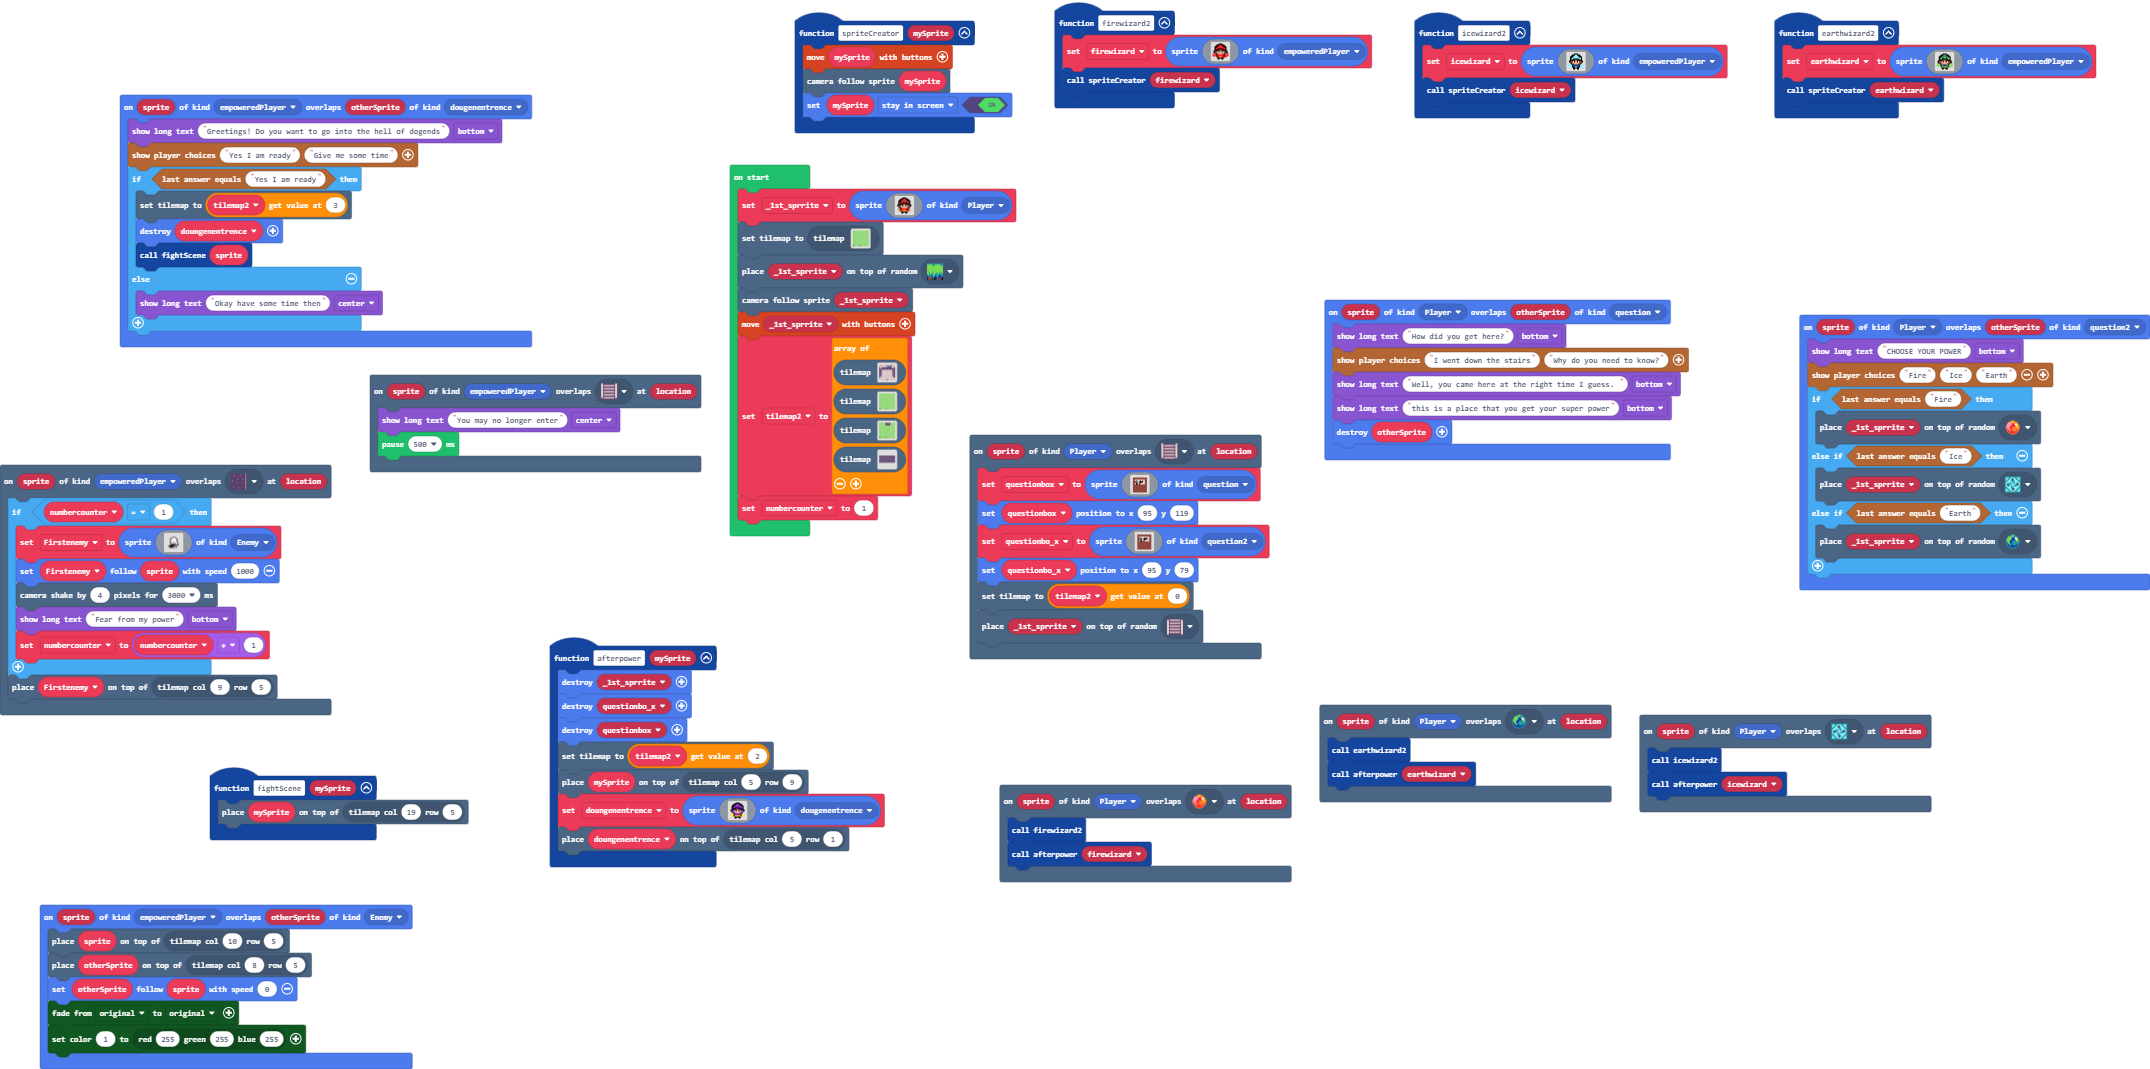 function spriteCreator mySprite
move mySprite with buttons
camera follow sprite mySprite
set mySprite stay in screen ON
function firewizard2
set firewizard to sprite of kind empoweredPlayer
call spriteCreator firewizard
function icewizard2
set icewizard to sprite of kind empoweredPlayer
call spriteCreator icewizard
function earthwizard2
set earthwizard to sprite of kind empoweredPlayer
call spriteCreator earthwizard
on sprite of kind empoweredPlayer overlaps otherSprite of kind dougenentrence
show long text "Greetings! Do you want to go into the hell of dogends" bottom
show player choices "Yes I am ready" "Give me some time"
if last answer equals "Yes I am ready" then
set tilemap to tilemap2 get value at 3
destroy doungenentrence
call fightScene sprite
else
show long text "Okay have some time then" center
on start
set _1st_sprrite to sprite of kind Player
set tilemap to tilemap
place _1st_sprrite on top of random
camera follow sprite _1st_sprrite
move _1st_sprrite with buttons
set tilemap2 to array of
tilemap
tilemap
tilemap
tilemap
set numbercounter to 1
on sprite of kind Player overlaps otherSprite of kind question
show long text "How did you get here?" bottom
show player choices "I went down the stairs" "Why do you need to know?"
show long text "Well, you came here at the right time I guess. " bottom
show long text "this is a place that you get your super power" bottom
destroy otherSprite
on sprite of kind Player overlaps otherSprite of kind question2
show long text "CHOOSE YOUR POWER" bottom
show player choices "Fire" "Ice" "Earth"
if last answer equals "Fire" then
place _1st_sprrite on top of random
else if last answer equals "Ice" then
place _1st_sprrite on top of random
else if last answer equals "Earth" then
place _1st_sprrite on top of random
on sprite of kind empoweredPlayer overlaps at location
show long text "You may no longer enter" center
pause 500 ms
on sprite of kind empoweredPlayer overlaps at location
if numbercounter = 1 then
set Firstenemy to sprite of kind Enemy
set Firstenemy follow sprite with speed 1000
camera shake by 4 pixels for 3000 ms
show long text "Fear from my power" bottom
set numbercounter to numbercounter + 1
place Firstenemy on top of tilemap col 9 row 5
on sprite of kind Player overlaps at location
set questionbox to sprite of kind question
set questionbox position to x 95 y 119
set questionbo_x to sprite of kind question2
set questionbo_x position to x 95 y 79
set tilemap to tilemap2 get value at 0
place _1st_sprrite on top of random
function afterpower mySprite
destroy _1st_sprrite
destroy questionbo_x
destroy questionbox
set tilemap to tilemap2 get value at 2
place mySprite on top of tilemap col 5 row 9
set doungenentrence to sprite of kind dougenentrence
place doungenentrence on top of tilemap col 5 row 1
on sprite of kind Player overlaps at location
call earthwizard2
call afterpower earthwizard
on sprite of kind Player overlaps at location
call icewizard2
call afterpower icewizard
function fightScene mySprite
place mySprite on top of tilemap col 19 row 5
on sprite of kind Player overlaps at location
call firewizard2
call afterpower firewizard
on sprite of kind empoweredPlayer overlaps otherSprite of kind Enemy
place sprite on top of tilemap col 10 row 5
place otherSprite on top of tilemap col 8 row 5
set otherSprite follow sprite with speed 0
fade from original to original
set color 1 to red 255 green 255 blue 255